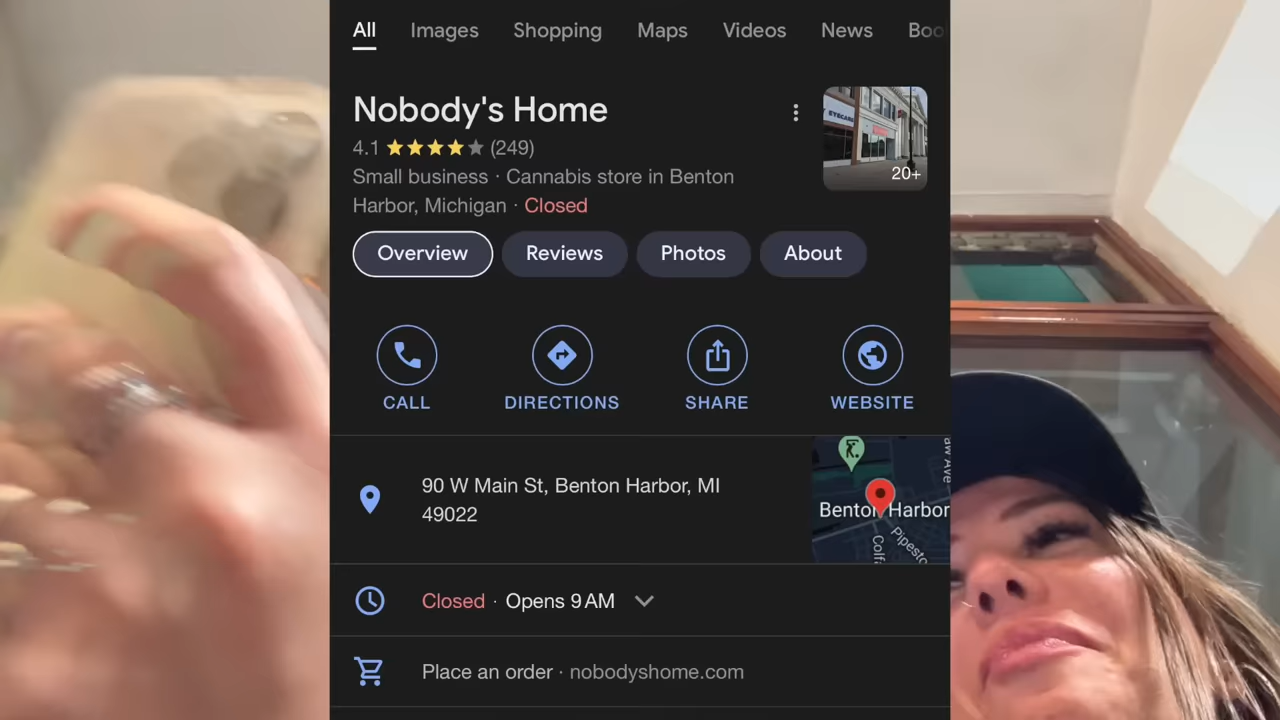 All Images Shopping Maps Videos News
Nobody's Home
4.1 (249)
Small business · Cannabis store in Benton
Harbor, Michigan · Closed
EYECARE
20+
Overview Reviews Photos About
CALL DIRECTIONS SHARE WEBSITE
90 W Main St, Benton Harbor, MI
49022
Benton Harbor
Closed · Opens 9 AM
Place an order · nobodyshome.com